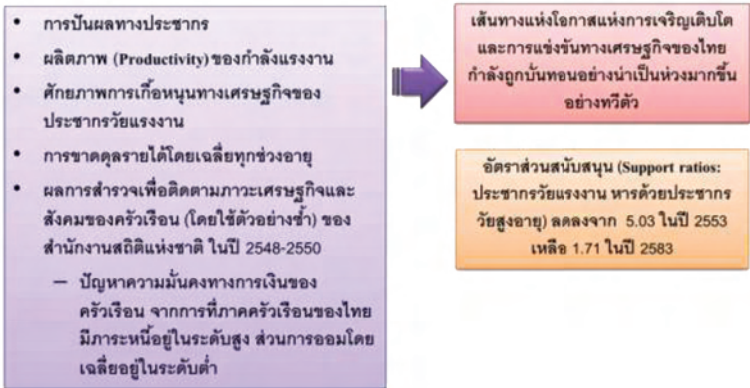 • การปันผลทางประชากร
• ผลิตภาพ (Productivity) ของกำลังแรงงาน
• ศักยภาพการเกื้อหนุนทางเศรษฐกิจของ
ประชากรวัยแรงงาน
• การขาดดุลรายได้โดยเฉลี่ยทุกช่วงอายุ
• ผลการสำรวจเพื่อติดตามภาวะเศรษฐกิจและ
สังคมของครัวเรือน (โดยใช้ตัวอย่างซ้ำ) ของ
สำนักงานสถิติแห่งชาติ ในปี 2548-2550
– ปัญหาความมั่นคงทางการเงินของ
ครัวเรือน จากการที่ภาคครัวเรือนของไทย
มีภาระหนี้อยู่ในระดับสูง ส่วนการออมโดย
เฉลี่ยอยู่ในระดับต่ำ
เส้นทางแห่งโอกาสแห่งการเจริญเติบโต
และการแข่งขันทางเศรษฐกิจของไทย
กำลังถูกบั่นทอนอย่างน่าเป็นห่วงมากขึ้น
อย่างทวีตัว
อัตราส่วนสนับสนุน (Support ratios:
ประชากรวัยแรงงาน หารด้วยประชากร
วัยสูงอายุ) ลดลงจาก 5.03 ในปี 2553
เหลือ 1.71 ในปี 2583